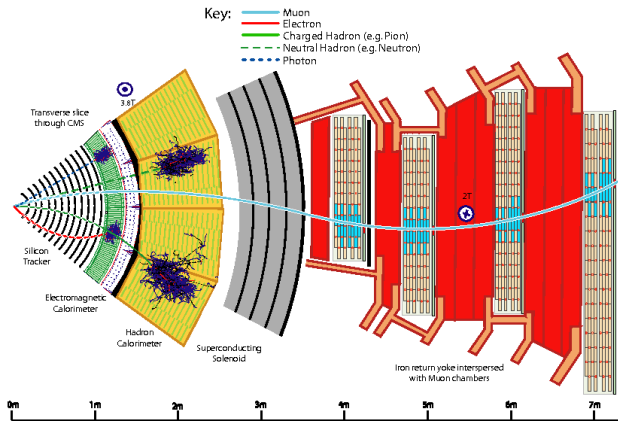 Key:
Muon
Electron
Charged Hadron (e.g. Pion)
Neutral Hadron (e.g. Neutron)
Photon
3.8T
Transverse slice
through CMS
2T
Silicon
Tracker
Electromagnetic
Calorimeter
Hadron
Calorimeter
Superconducting
Solenoid
Iron return yoke interspersed
with Muon chambers
0m 1m 2m 3m 4m 5m 6m 7m